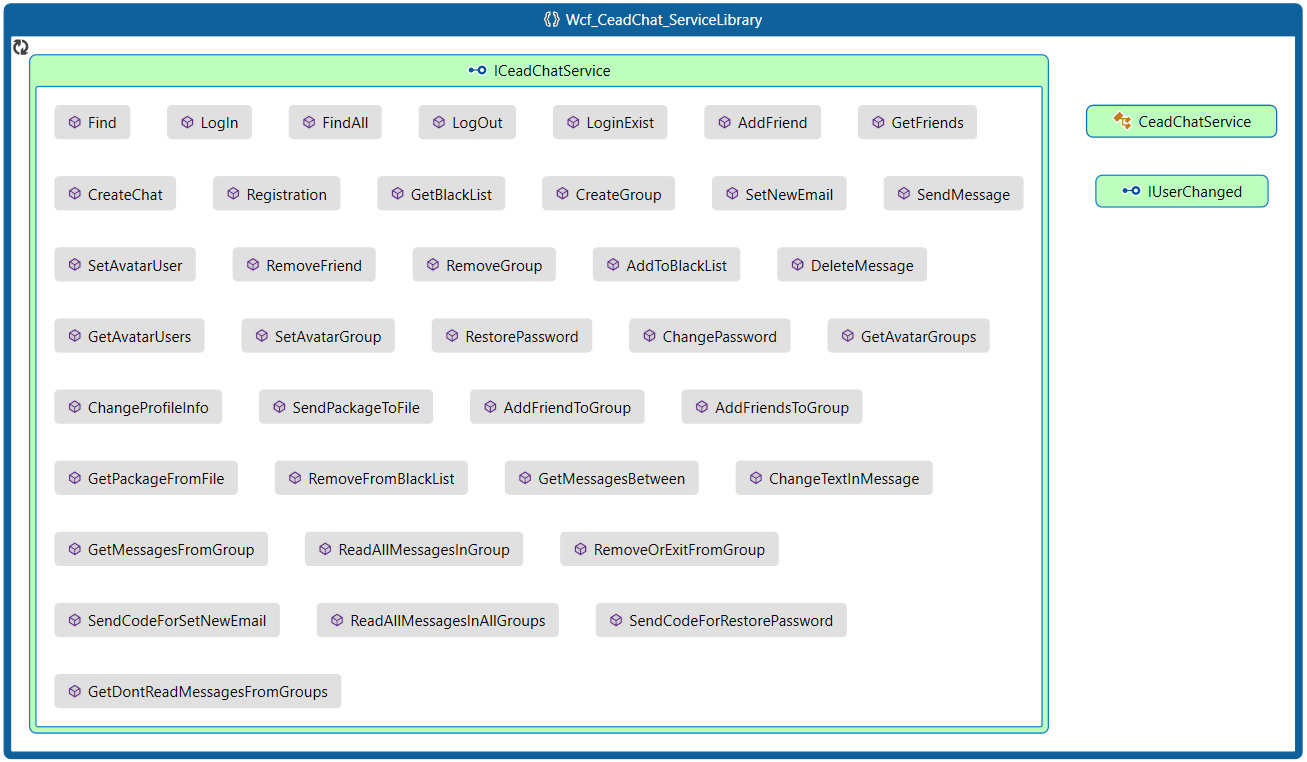 Wcf_CeadChat_ServiceLibrary
ICeadChatService
Find LogIn FindAll LogOut LoginExist AddFriend GetFriends
CeadChatService
CreateChat Registration GetBlackList CreateGroup SetNewEmail SendMessage
IUserChanged
SetAvatarUser RemoveFriend RemoveGroup AddToBlackList DeleteMessage
GetAvatarUsers SetAvatarGroup RestorePassword ChangePassword GetAvatarGroups
ChangeProfileInfo SendPackageToFile AddFriendToGroup AddFriendsToGroup
GetPackageFromFile RemoveFromBlackList GetMessagesBetween ChangeTextInMessage
GetMessagesFromGroup ReadAllMessagesInGroup RemoveOrExitFromGroup
SendCodeForSetNewEmail ReadAllMessagesInAllGroups SendCodeForRestorePassword
GetDontReadMessagesFromGroups